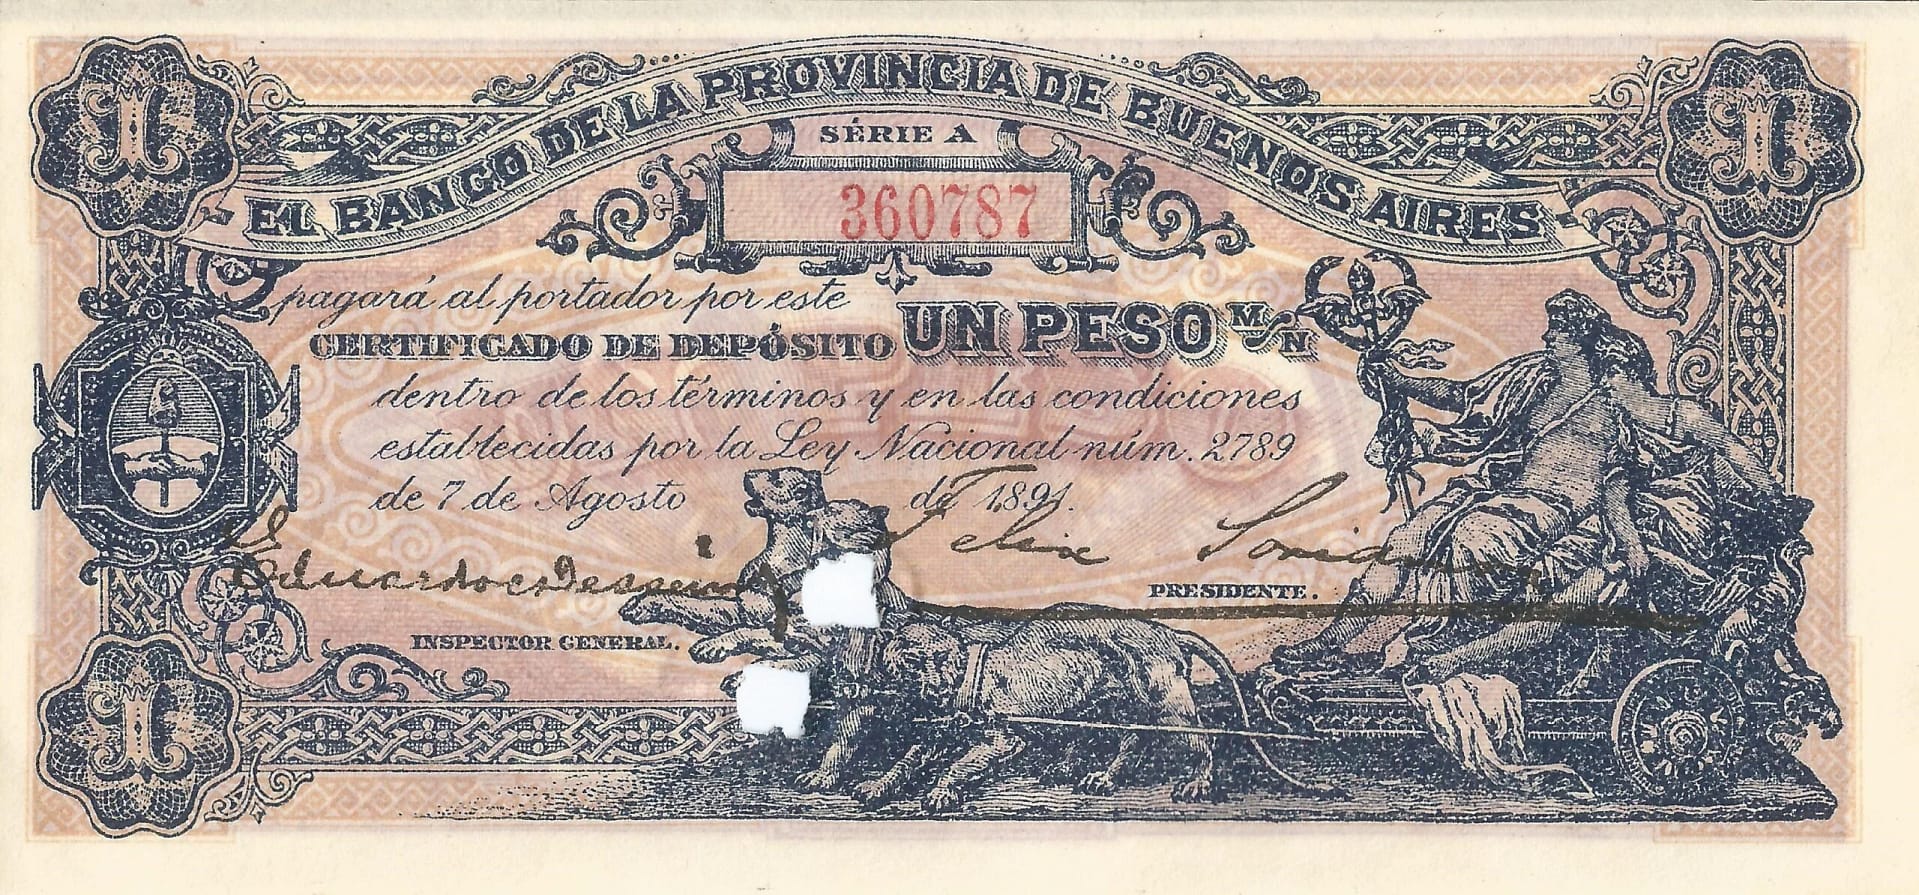 1
1
EL BANCO DE LA PROVINCIA DE BUENOS AIRES
SÉRIE A
360787
pagará al portador por este
CERTIFICADO DE DEPÓSITO UN PESO M/N
dentro de los términos y en las condiciones
establecidas por la Ley Nacional núm. 2789
de 7 de Agosto de 1891.
Felix
Eduardo
PRESIDENTE.
INSPECTOR GENERAL.
1